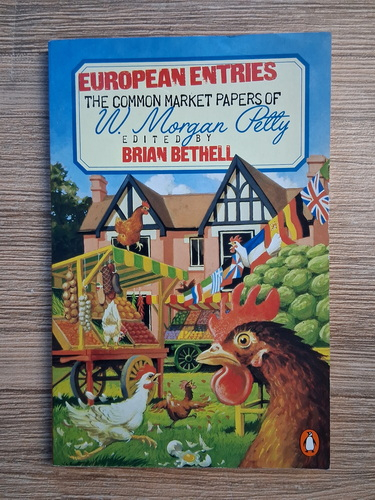 EUROPEAN ENTRIES
THE COMMON MARKET PAPERS OF
W. Morgan Petty
EDITED BY
BRIAN BETHELL